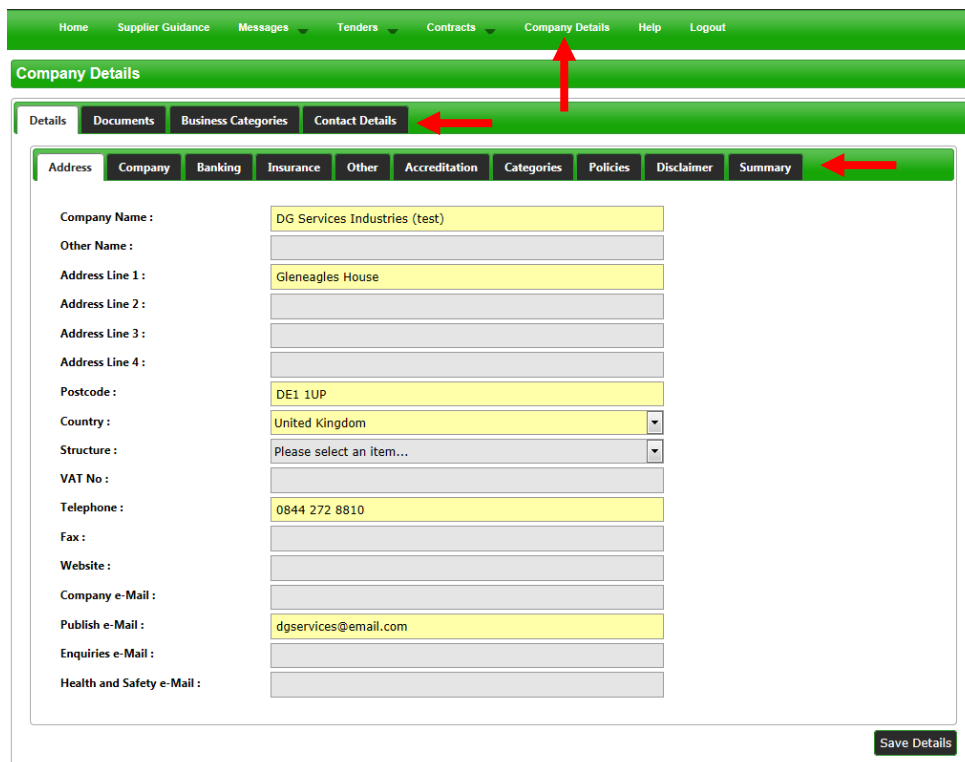 Home Supplier Guidance Messages Tenders Contracts Company Details Help Logout
Company Details
Details Documents Business Categories Contact Details
Address Company Banking Insurance Other Accreditation Categories Policies Disclaimer Summary
Company Name : DG Services Industries (test)
Other Name :
Address Line 1 : Gleneagles House
Address Line 2 :
Address Line 3 :
Address Line 4 :
Postcode : DE1 1UP
Country : United Kingdom
Structure : Please select an item...
VAT No :
Telephone : 0844 272 8810
Fax :
Website :
Company e-Mail :
Publish e-Mail : dgservices@email.com
Enquiries e-Mail :
Health and Safety e-Mail :
Save Details